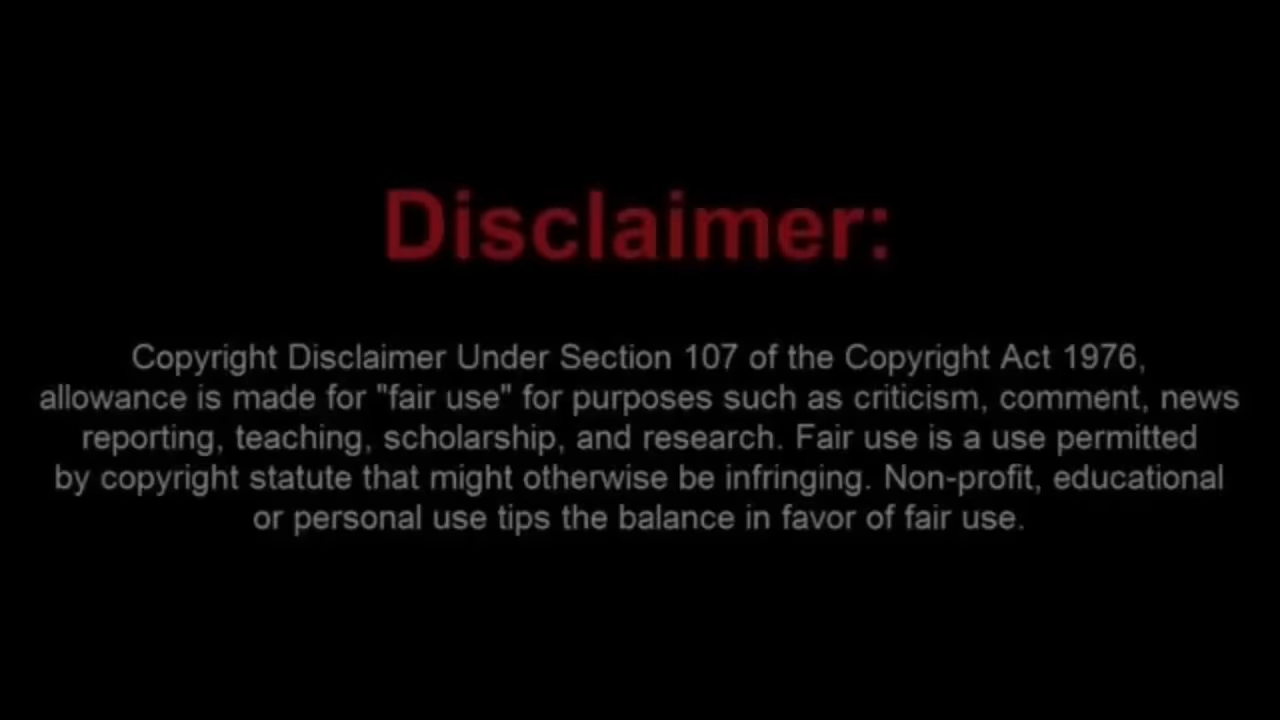 Disclaimer:
Copyright Disclaimer Under Section 107 of the Copyright Act 1976,
allowance is made for "fair use" for purposes such as criticism, comment, news
reporting, teaching, scholarship, and research. Fair use is a use permitted
by copyright statute that might otherwise be infringing. Non-profit, educational
or personal use tips the balance in favor of fair use.